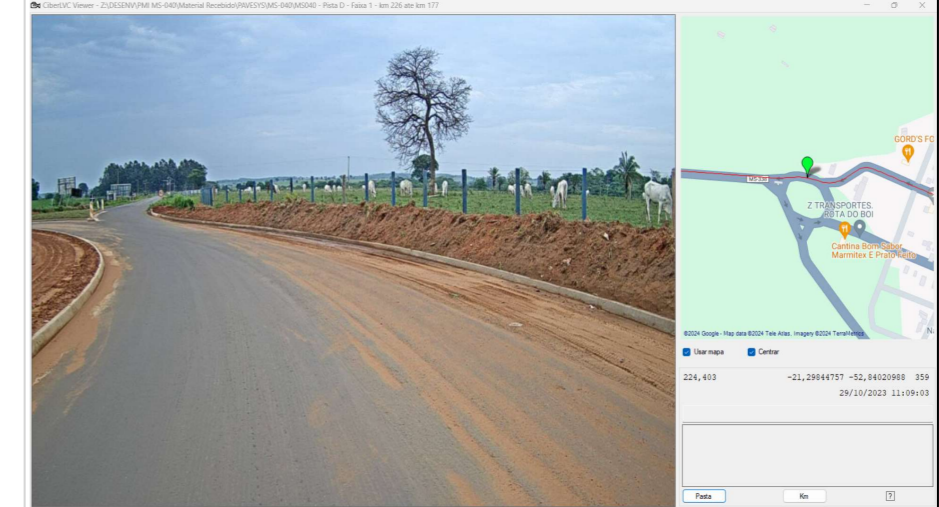 CiberLVC Viewer - Z:\DESENV\PMI MS-040\Material Recebido\PAVESYS\MS-040\MS040 - Pista D - Faixa 1 - km 226 ate km 177
GORD'S FO
MS-338
Z TRANSPORTES.
ROTA DO BOI
Cantina Bom Sabor
Marmitex E Prato Feito
©2024 Google - Map data ©2024 Tele Atlas, Imagery ©2024 TerraMetrics
Usar mapa
Centrar
224,403 -21,29844757 -52,84020988 359
29/10/2023 11:09:03
Pasta
Km
?